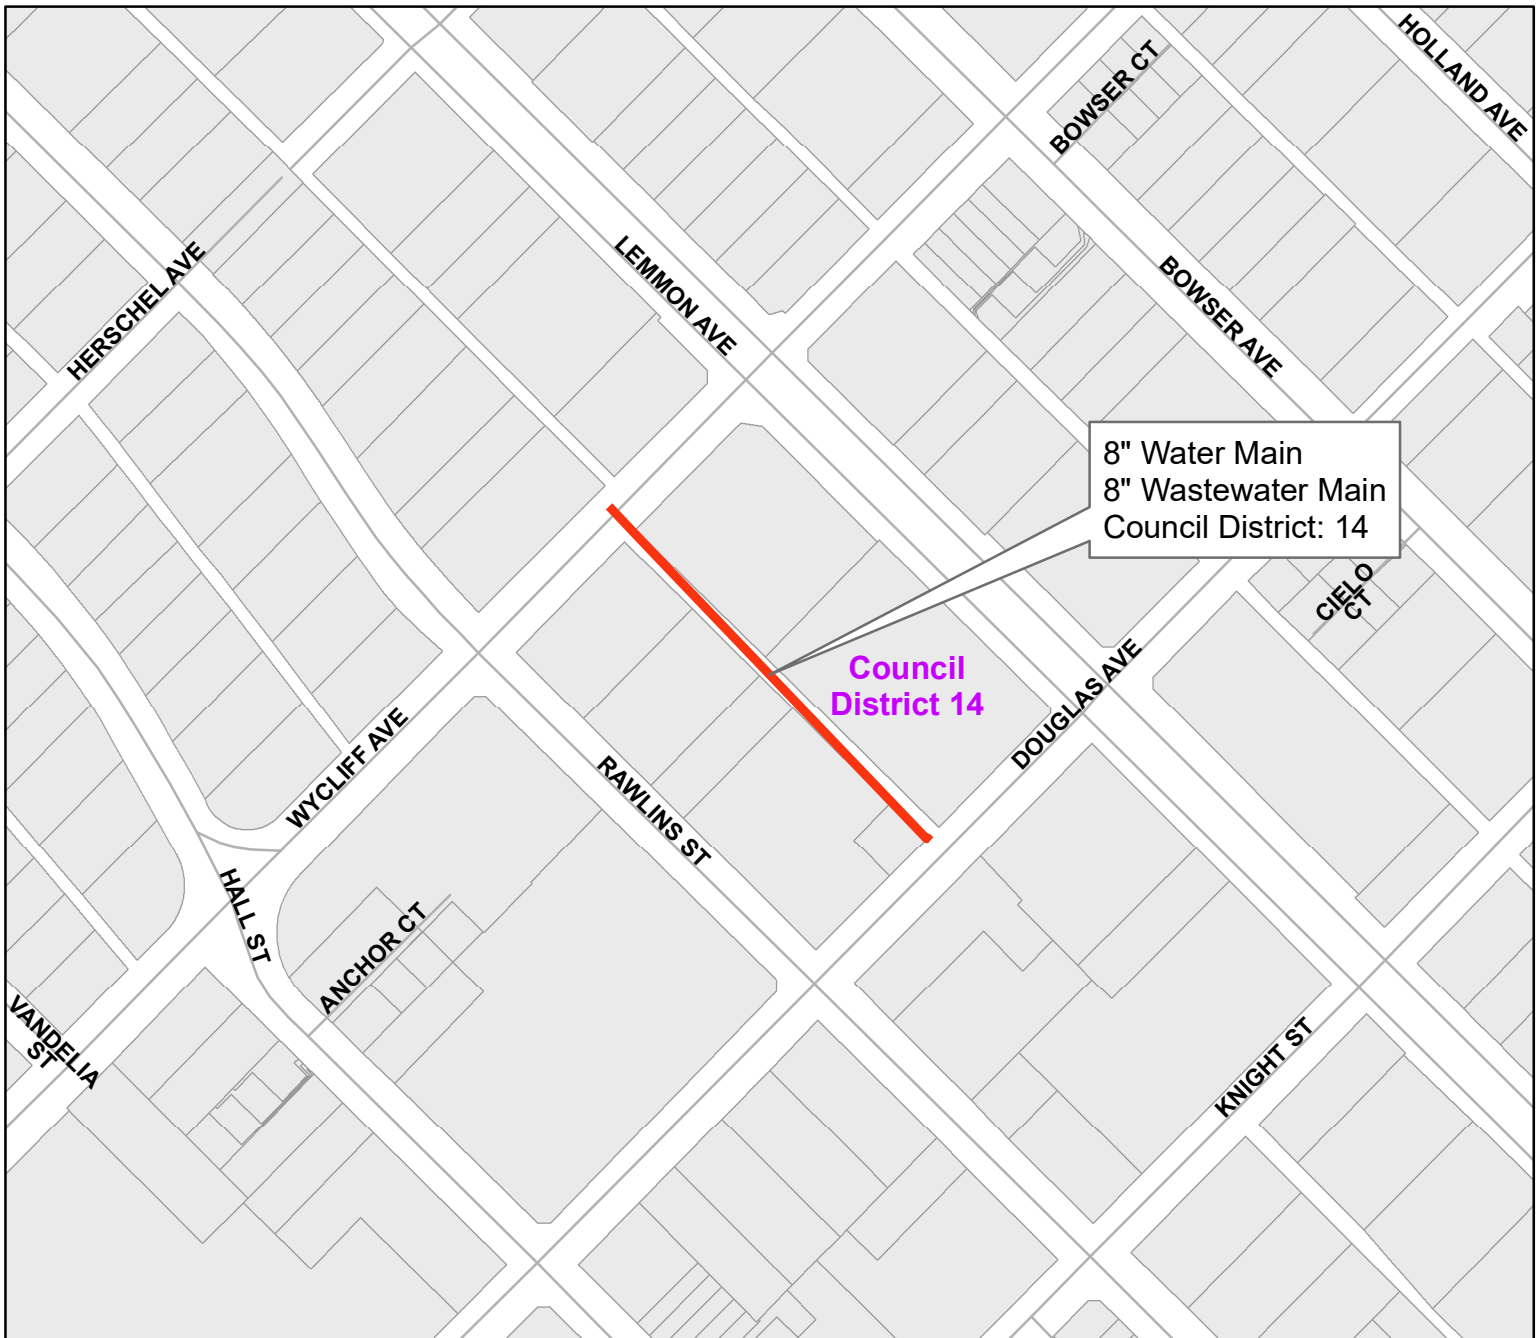 HOLLAND AVE
BOWSER CT
HERSCHEL AVE
LEMMON AVE
BOWSER AVE
8" Water Main
8" Wastewater Main
Council District: 14
CIELO
CT
Council
District 14
DOUGLAS AVE
WYCLIFF AVE
RAWLINS ST
HALL ST
ANCHOR CT
VANDELIA
ST
KNIGHT ST